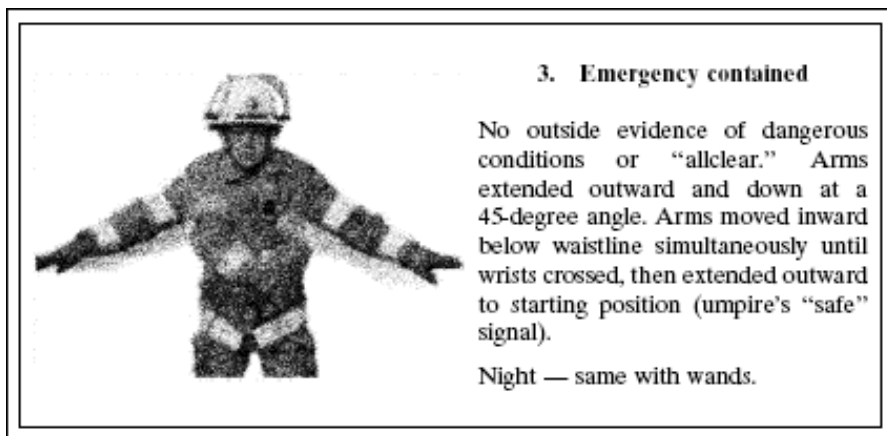 3. Emergency contained
No outside evidence of dangerous
conditions or “allclear.” Arms
extended outward and down at a
45-degree angle. Arms moved inward
below waistline simultaneously until
wrists crossed, then extended outward
to starting position (umpire’s “safe”
signal).
Night — same with wands.